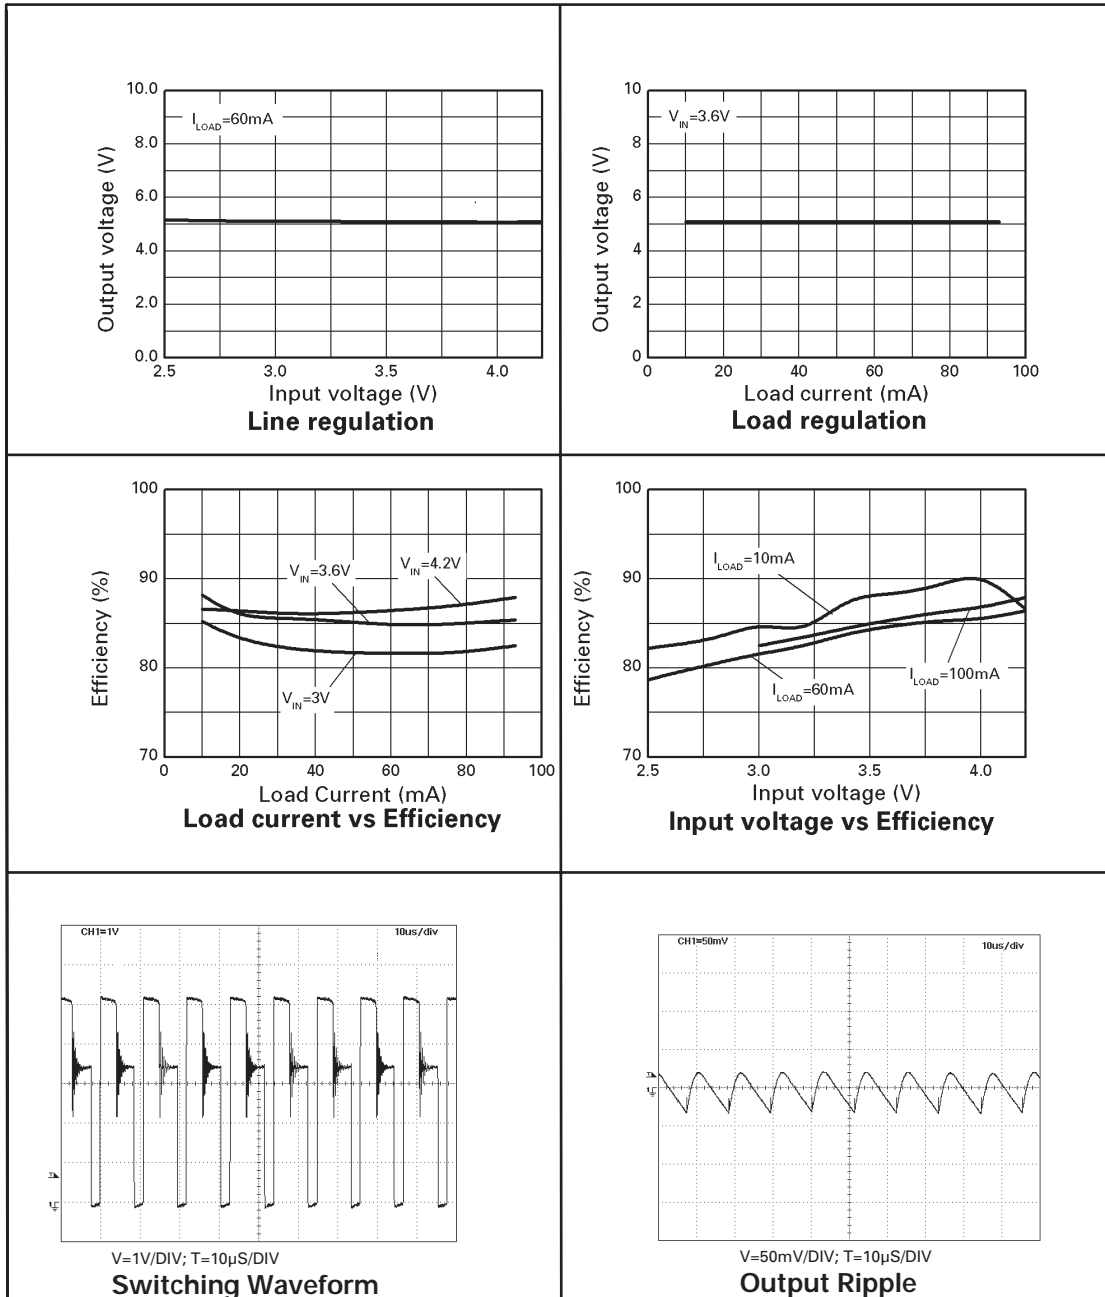 10.0
8.0
6.0
4.0
2.0
0.0
Output voltage (V)
I_LOAD=60mA
2.5 3.0 3.5 4.0
Input voltage (V)
Line regulation
10
8
6
4
2
0
Output voltage (V)
V_IN=3.6V
0 20 40 60 80 100
Load current (mA)
Load regulation
100
90
80
70
Efficiency (%)
V_IN=3.6V
V_IN=4.2V
V_IN=3V
0 20 40 60 80 100
Load Current (mA)
Load current vs Efficiency
100
90
80
70
Efficiency (%)
I_LOAD=10mA
I_LOAD=100mA
I_LOAD=60mA
2.5 3.0 3.5 4.0
Input voltage (V)
Input voltage vs Efficiency
CH1=1V 10us/div
V=1V/DIV; T=10µS/DIV
Switching Waveform
CH1=50mV 10us/div
V=50mV/DIV; T=10µS/DIV
Output Ripple